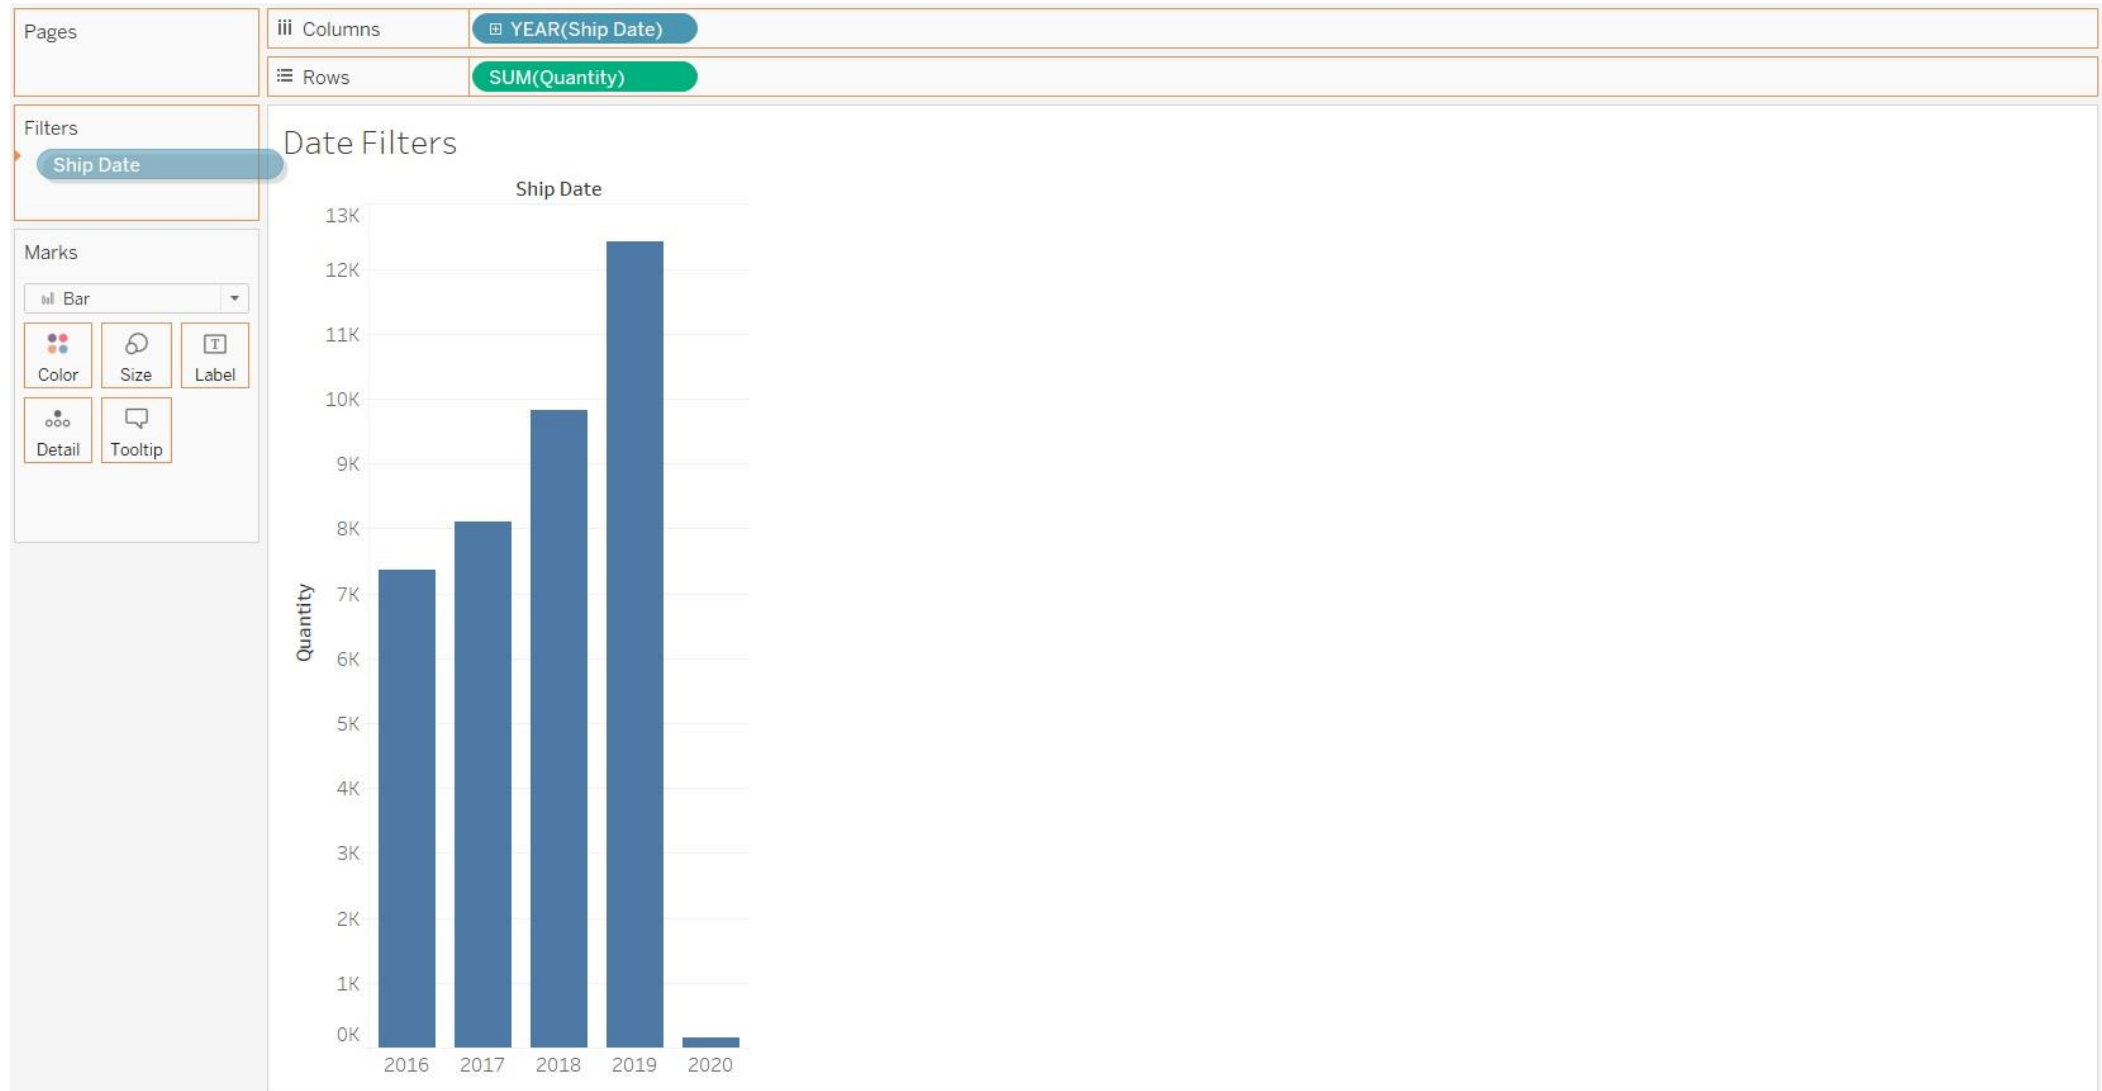 Pages
Columns
YEAR(Ship Date)
Rows
SUM(Quantity)
Filters
Ship Date
Marks
Bar
Color Size Label
Detail Tooltip
Date Filters
Ship Date
13K
12K
11K
10K
9K
8K
7K
6K
5K
4K
3K
2K
1K
0K
Quantity
2016 2017 2018 2019 2020